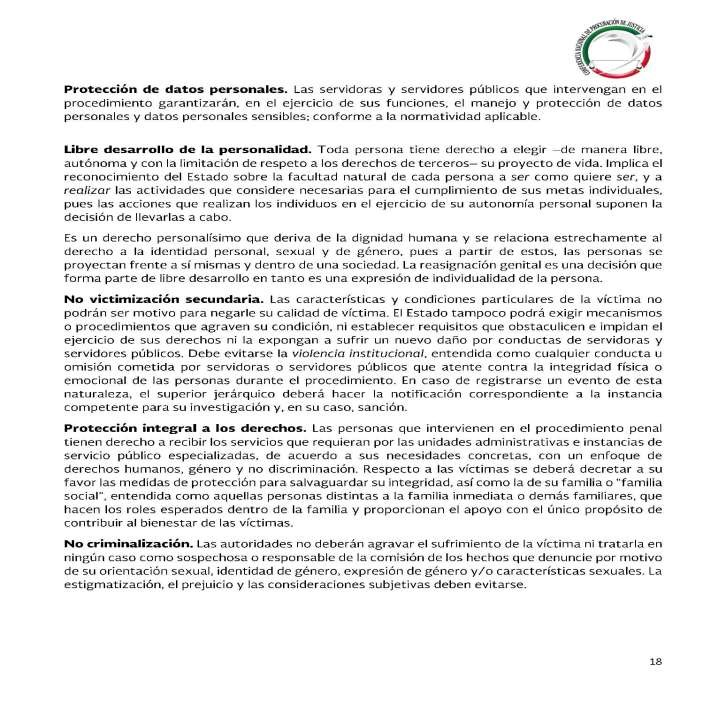 CONFERENCIA NACIONAL DE PROCURACIÓN DE JUSTICIA
Protección de datos personales. Las servidoras y servidores públicos que intervengan en el
procedimiento garantizarán, en el ejercicio de sus funciones, el manejo y protección de datos
personales y datos personales sensibles; conforme a la normatividad aplicable.
Libre desarrollo de la personalidad. Toda persona tiene derecho a elegir –de manera libre,
autónoma y con la limitación de respeto a los derechos de terceros– su proyecto de vida. Implica el
reconocimiento del Estado sobre la facultad natural de cada persona a ser como quiere ser, y a
realizar las actividades que considere necesarias para el cumplimiento de sus metas individuales,
pues las acciones que realizan los individuos en el ejercicio de su autonomía personal suponen la
decisión de llevarlas a cabo.
Es un derecho personalísimo que deriva de la dignidad humana y se relaciona estrechamente al
derecho a la identidad personal, sexual y de género, pues a partir de estos, las personas se
proyectan frente a sí mismas y dentro de una sociedad. La reasignación genital es una decisión que
forma parte de libre desarrollo en tanto es una expresión de individualidad de la persona.
No victimización secundaria. Las características y condiciones particulares de la víctima no
podrán ser motivo para negarle su calidad de víctima. El Estado tampoco podrá exigir mecanismos
o procedimientos que agraven su condición, ni establecer requisitos que obstaculicen e impidan el
ejercicio de sus derechos ni la expongan a sufrir un nuevo daño por conductas de servidoras y
servidores públicos. Debe evitarse la violencia institucional, entendida como cualquier conducta u
omisión cometida por servidoras o servidores públicos que atente contra la integridad física o
emocional de las personas durante el procedimiento. En caso de registrarse un evento de esta
naturaleza, el superior jerárquico deberá hacer la notificación correspondiente a la instancia
competente para su investigación y, en su caso, sanción.
Protección integral a los derechos. Las personas que intervienen en el procedimiento penal
tienen derecho a recibir los servicios que requieran por las unidades administrativas e instancias de
servicio público especializadas, de acuerdo a sus necesidades concretas, con un enfoque de
derechos humanos, género y no discriminación. Respecto a las víctimas se deberá decretar a su
favor las medidas de protección para salvaguardar su integridad, así como la de su familia o "familia
social", entendida como aquellas personas distintas a la familia inmediata o demás familiares, que
hacen los roles esperados dentro de la familia y proporcionan el apoyo con el único propósito de
contribuir al bienestar de las víctimas.
No criminalización. Las autoridades no deberán agravar el sufrimiento de la víctima ni tratarla en
ningún caso como sospechosa o responsable de la comisión de los hechos que denuncie por motivo
de su orientación sexual, identidad de género, expresión de género y/o características sexuales. La
estigmatización, el prejuicio y las consideraciones subjetivas deben evitarse.
18